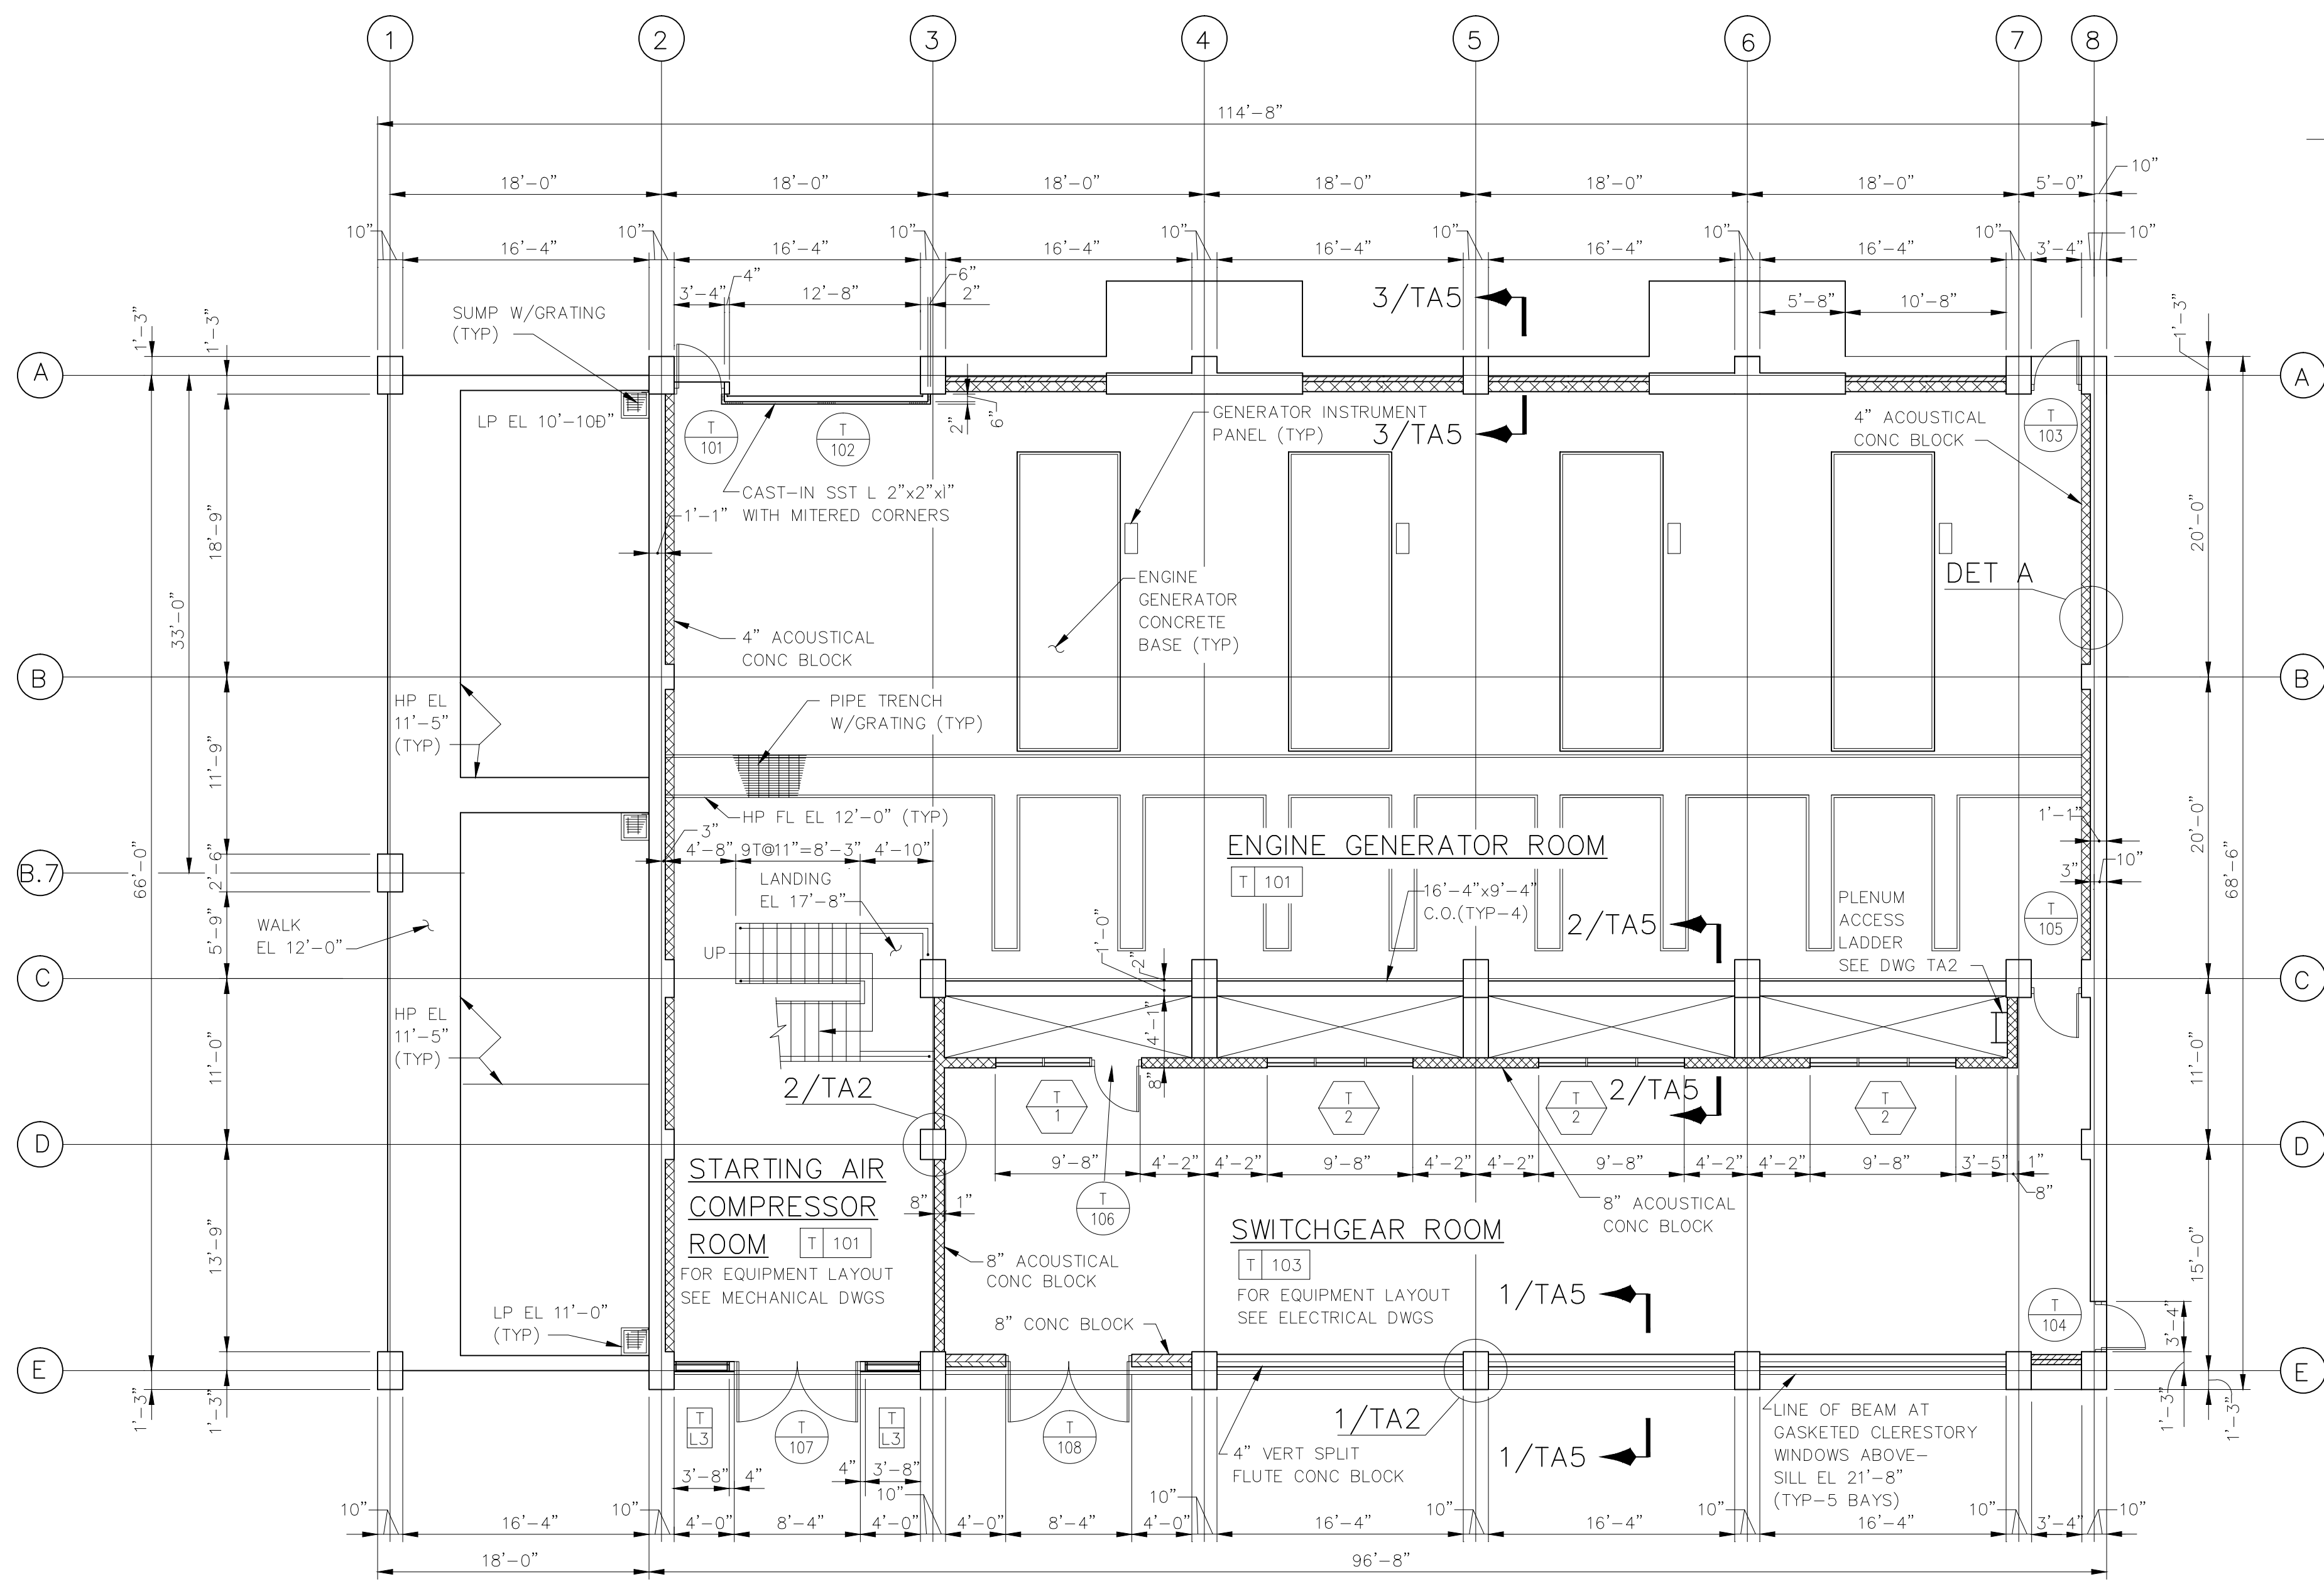 1 2 3 4 5 6 7 8
114'-8"
18'-0" 18'-0" 18'-0" 18'-0" 18'-0" 18'-0" 5'-0" 10"
10" 16'-4" 10" 16'-4" 10" 16'-4" 10" 16'-4" 10" 16'-4" 10" 16'-4" 10" 3'-4" 10"
3'-4" 4" 12'-8" 6" 2"
5'-8" 10'-8"
3/TA5
1'-3" 1'-3" 1'-3"
SUMP W/GRATING
(TYP)
A A
LP EL 10'-10Đ"
T
101
T
102
2" 6"
GENERATOR INSTRUMENT
PANEL (TYP)
3/TA5
4" ACOUSTICAL
CONC BLOCK
T
103
CAST-IN SST L 2"x2"x|"
WITH MITERED CORNERS
1'-1"
18'-9"
20'-0"
33'-0"
ENGINE
GENERATOR
CONCRETE
BASE (TYP)
DET A
4" ACOUSTICAL
CONC BLOCK
B B
HP EL
11'-5"
(TYP)
PIPE TRENCH
W/GRATING (TYP)
11'-9"
HP FL EL 12'-0" (TYP)
3"
4'-8" 9T@11"=8'-3" 4'-10"
ENGINE GENERATOR ROOM
T 101
1'-1"
20'-0"
68'-6"
66'-0"
B.7
2'-6"
LANDING
EL 17'-8"
16'-4"x9'-4"
C.O.(TYP-4)
3" 10"
PLENUM
ACCESS
LADDER
SEE DWG TA2
T
105
WALK
EL 12'-0"
5'-9"
UP
1'-0" 2"
2/TA5
C C
HP EL
11'-5"
(TYP)
11'-0"
4'-1"
8"
11'-0"
2/TA2
T
1
T
2
T
2
2/TA5
T
2
D D
9'-8" 4'-2" 4'-2" 9'-8" 4'-2" 4'-2" 9'-8" 4'-2" 4'-2" 9'-8" 3'-5" 1"
8"
STARTING AIR
COMPRESSOR
ROOM T 101
FOR EQUIPMENT LAYOUT
SEE MECHANICAL DWGS
8" 1"
T
106
8" ACOUSTICAL
CONC BLOCK
13'-9"
SWITCHGEAR ROOM
T 103
FOR EQUIPMENT LAYOUT
SEE ELECTRICAL DWGS
8" ACOUSTICAL
CONC BLOCK
15'-0"
1/TA5
LP EL 11'-0"
(TYP)
8" CONC BLOCK
T
104
3'-4"
E E
1'-3" 1'-3" 1'-3" 1'-3"
T
L3
T
107
T
L3
T
108
1/TA2
4" VERT SPLIT
FLUTE CONC BLOCK
1/TA5
LINE OF BEAM AT
GASKETED CLERESTORY
WINDOWS ABOVE-
SILL EL 21'-8"
(TYP-5 BAYS)
3'-8" 4" 4" 3'-8"
10" 16'-4" 10" 4'-0" 8'-4" 4'-0" 10" 4'-0" 8'-4" 4'-0" 10" 16'-4" 10" 16'-4" 10" 16'-4" 10" 3'-4" 10"
18'-0" 96'-8"